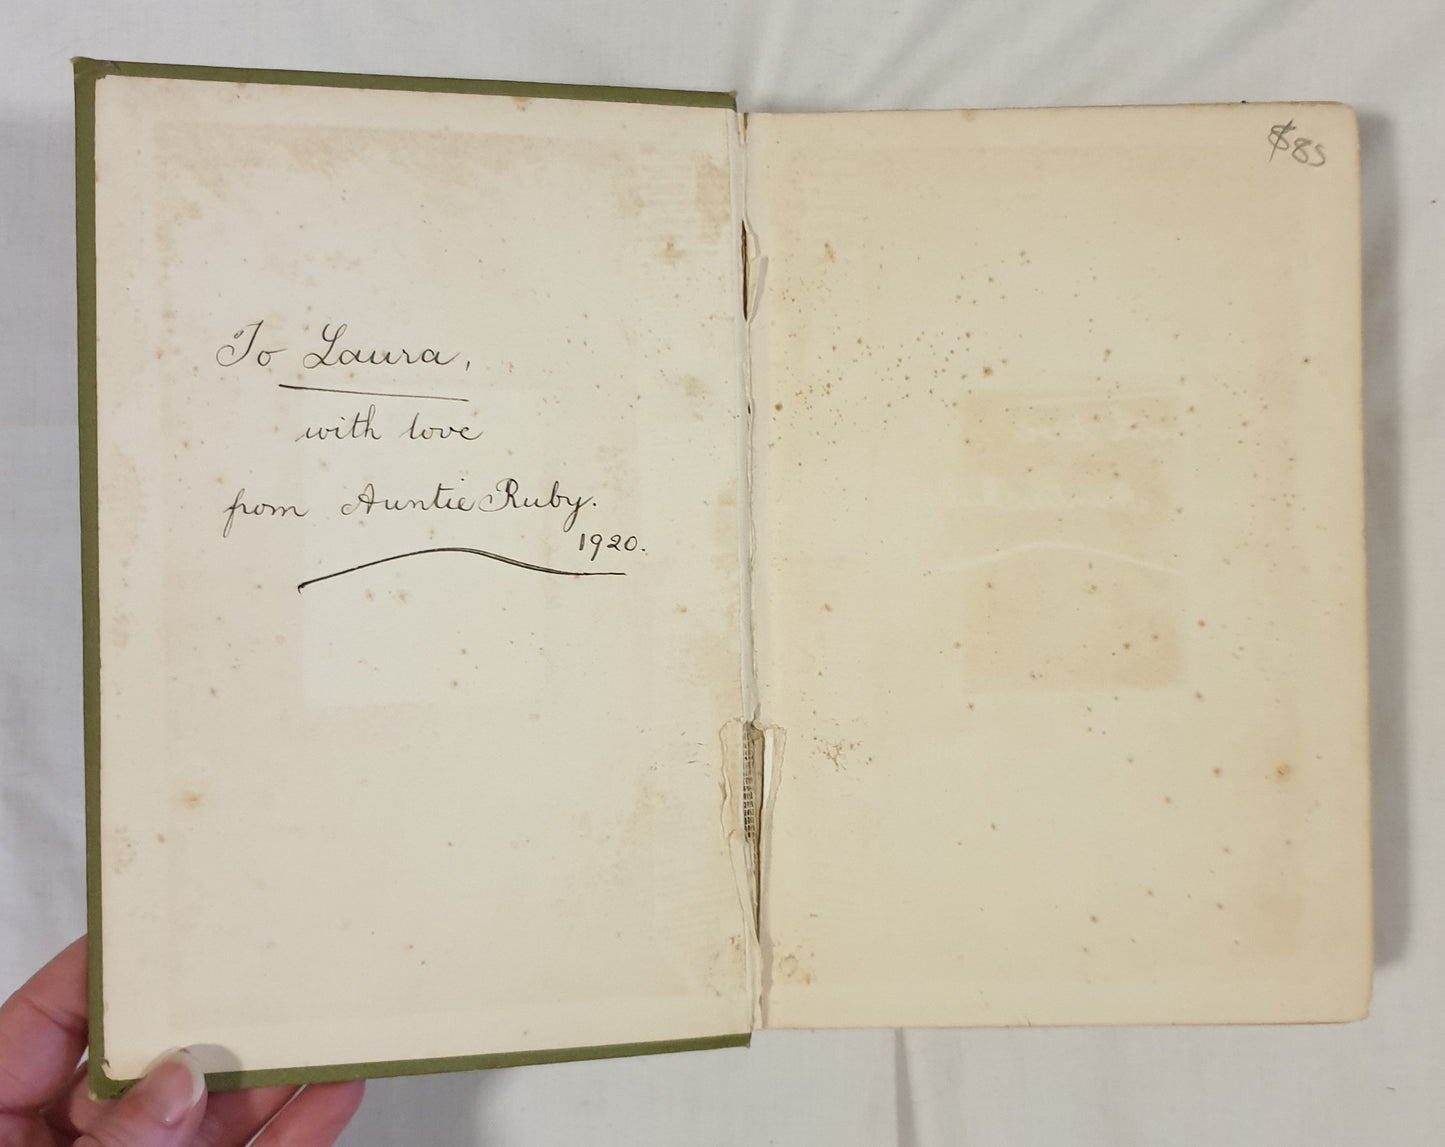 To Laura,
with love
from Auntie Ruby.
1920.
$85